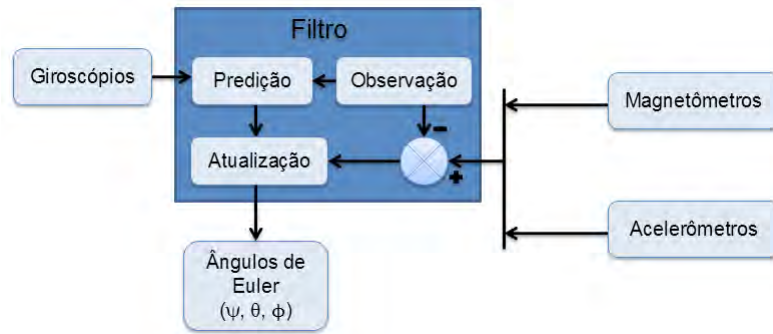 Filtro
Giroscópios
Predição
Observação
Magnetômetros
−
Atualização
+
Acelerômetros
Ângulos de
Euler
(ψ, θ, ϕ)